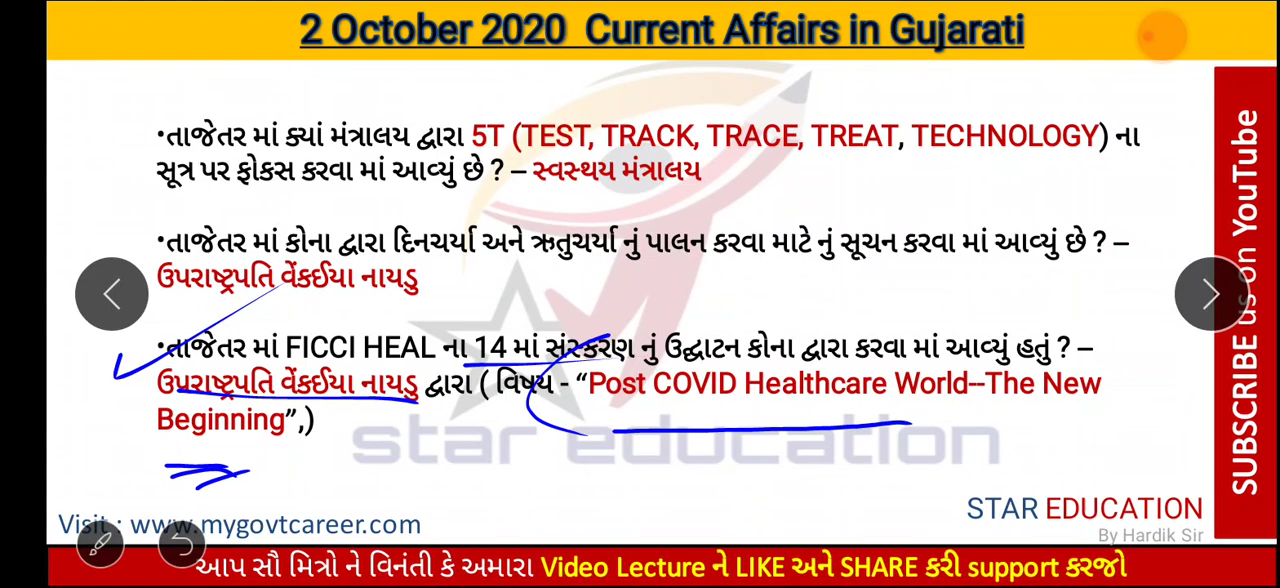 2 October 2020 Current Affairs in Gujarati
•તાજેતર માં ક્યાં મંત્રાલય દ્વારા 5T (TEST, TRACK, TRACE, TREAT, TECHNOLOGY) ના
સૂત્ર પર ફોકસ કરવા માં આવ્યું છે ? – સ્વસ્થય મંત્રાલય
•તાજેતર માં કોના દ્વારા દિનચર્યા અને ઋતુચર્યા નું પાલન કરવા માટે નું સૂચન કરવા માં આવ્યું છે ? –
ઉપરાષ્ટ્રપતિ વેંકઈયા નાયડુ
•તાજેતર માં FICCI HEAL ના 14 માં સંસ્કરણ નું ઉદ્ઘાટન કોના દ્વારા કરવા માં આવ્યું હતું ? –
ઉપરાષ્ટ્રપતિ વેંકઈયા નાયડુ દ્વારા ( વિષય - “Post COVID Healthcare World--The New
Beginning”,)
star education
STAR EDUCATION
By Hardik Sir
Visit : www.mygovtcareer.com
આપ સૌ મિત્રો ને વિનંતી કે અમારા Video Lecture ને LIKE અને SHARE કરી support કરજો
SUBSCRIBE us on YouTube